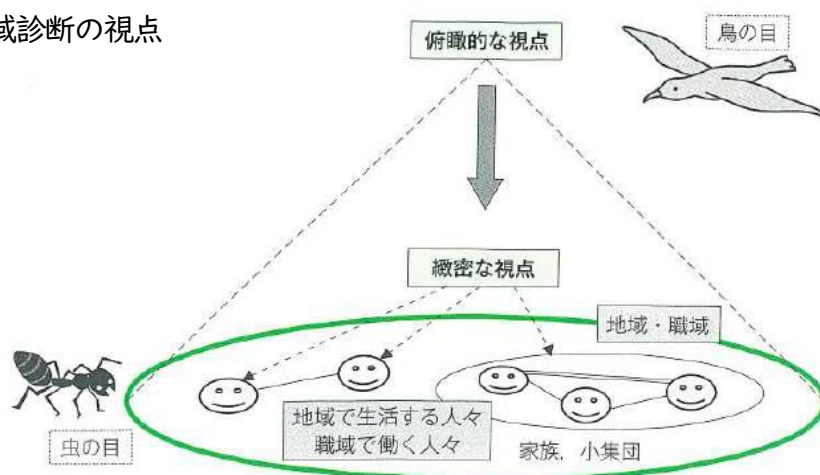 域診断の視点
俯瞰的な視点
鳥の目
緻密な視点
地域・職域
虫の目
地域で生活する人々
職域で働く人々
家族，小集団